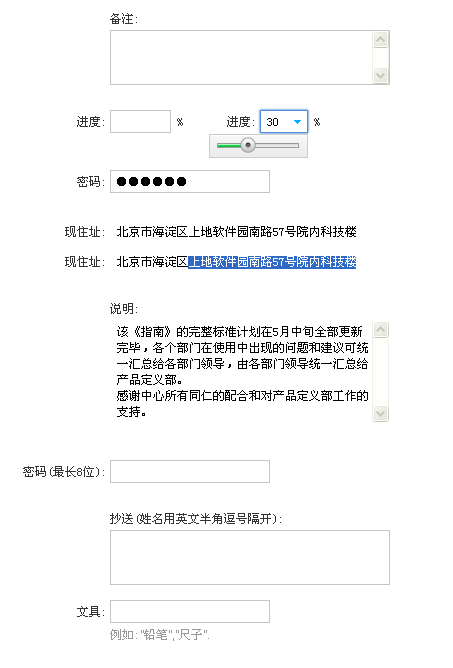 备注:
进度: % 进度: 30 %
密码: ●●●●●●
现住址: 北京市海淀区上地软件园南路57号院内科技楼
现住址: 北京市海淀区上地软件园南路57号院内科技楼
说明:
该《指南》的完整标准计划在5月中旬全部更新
完毕，各个部门在使用中出现的问题和建议可统
一汇总给各部门领导，由各部门领导统一汇总给
产品定义部。
感谢中心所有同仁的配合和对产品定义部工作的
支持。
密码(最长8位):
抄送(姓名用英文半角逗号隔开):
文具:
例如: "铅笔","尺子".